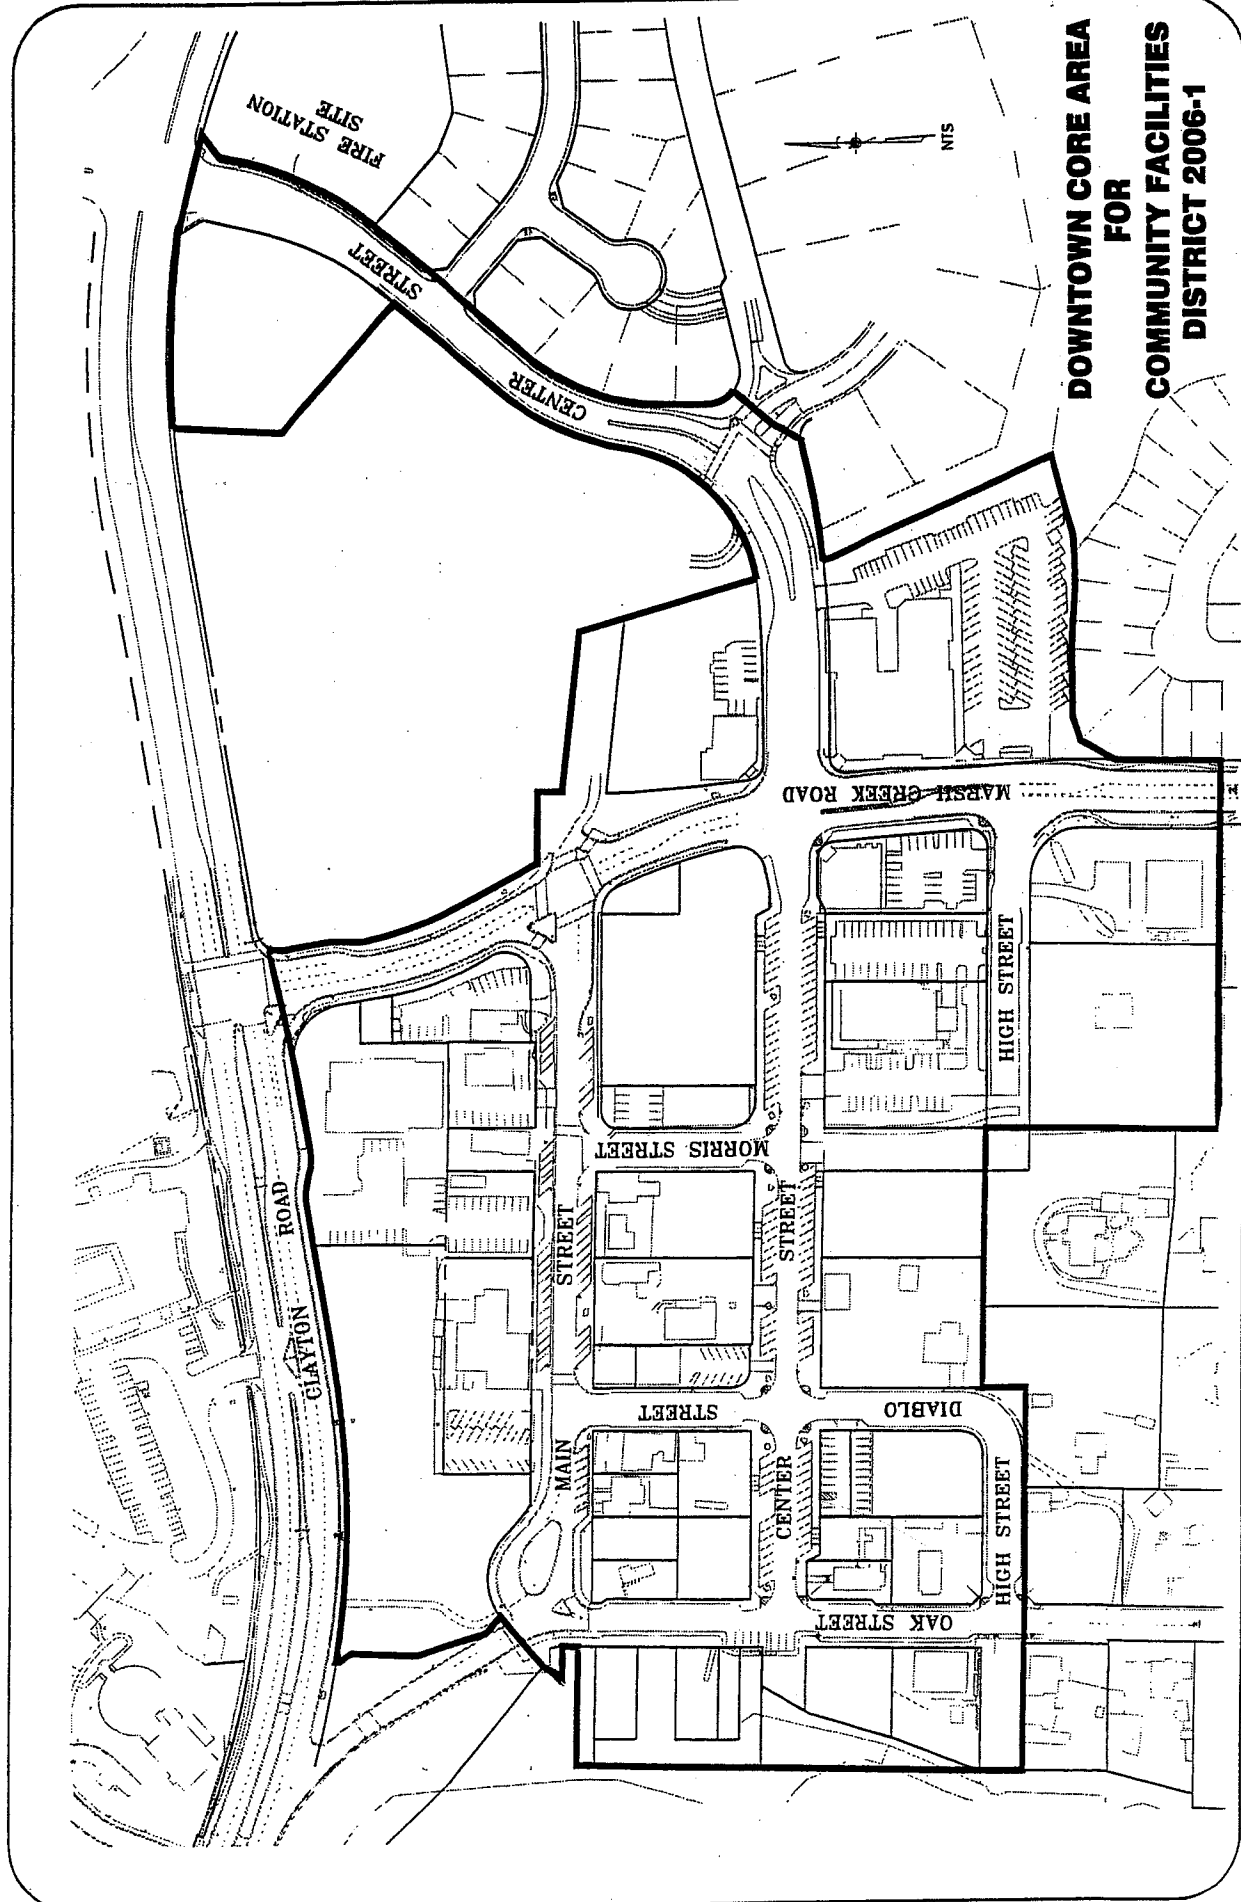 DOWNTOWN CORE AREA
FOR
COMMUNITY FACILITIES
DISTRICT 2006-1
NTS
FIRE STATION
SITE
STREET
CENTER
MARSH CREEK ROAD
HIGH STREET
MORRIS STREET
STREET
STREET
ROAD
CLAYTON
STREET
DIABLO
MAIN
CENTER
HIGH STREET
OAK STREET